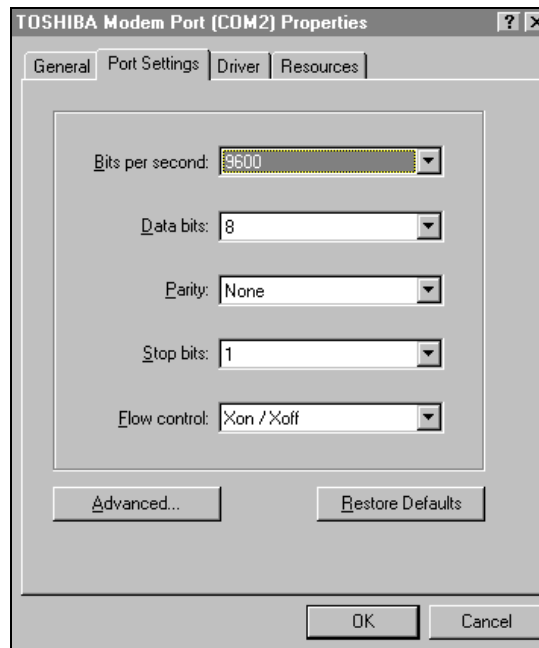 TOSHIBA Modem Port (COM2) Properties
General Port Settings Driver Resources
Bits per second: 9600
Data bits: 8
Parity: None
Stop bits: 1
Flow control: Xon / Xoff
Advanced... Restore Defaults
OK Cancel